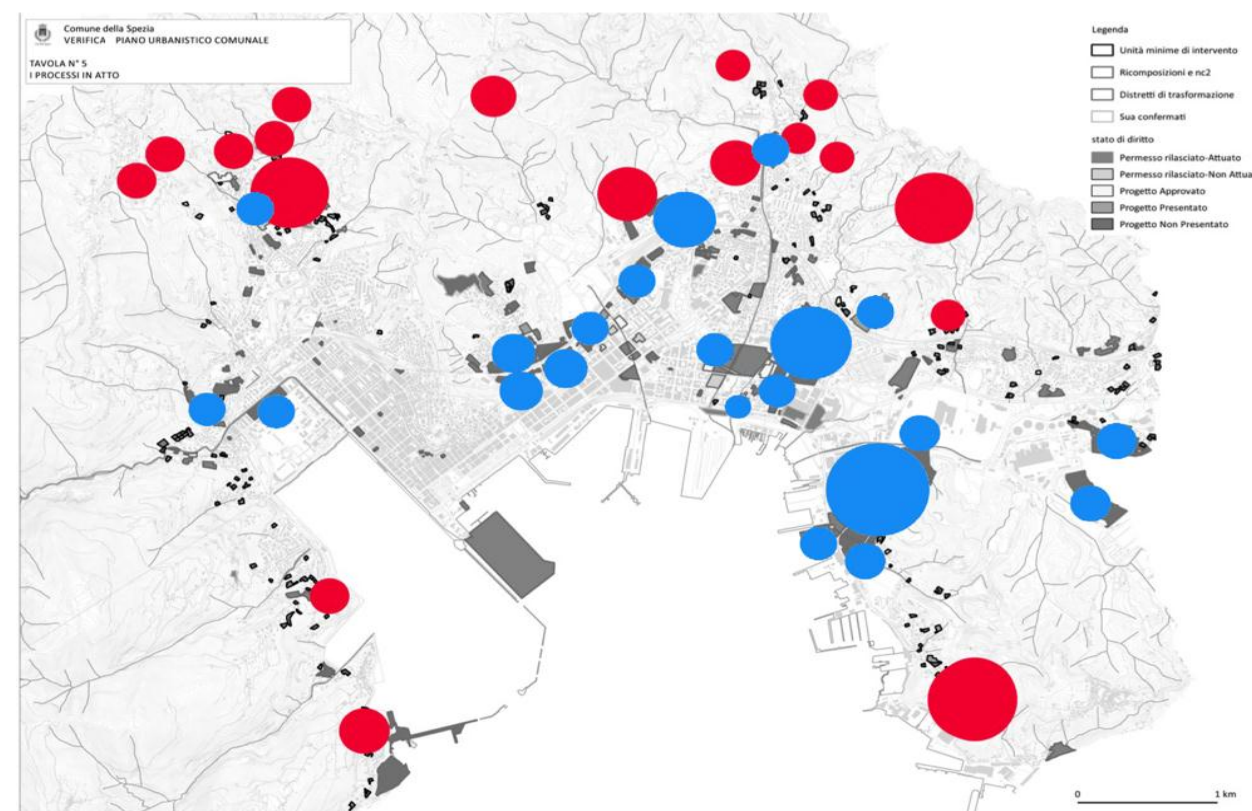 Comune della Spezia
VERIFICA PIANO URBANISTICO COMUNALE
TAVOLA N° 5
I PROCESSI IN ATTO
Legenda
Unità minime di intervento
Ricomposizioni e nc2
Distretti di trasformazione
Sua confermati
stato di diritto
Permesso rilasciato-Attuato
Permesso rilasciato-Non Attua
Progetto Approvato
Progetto Presentato
Progetto Non Presentato
0 1 km